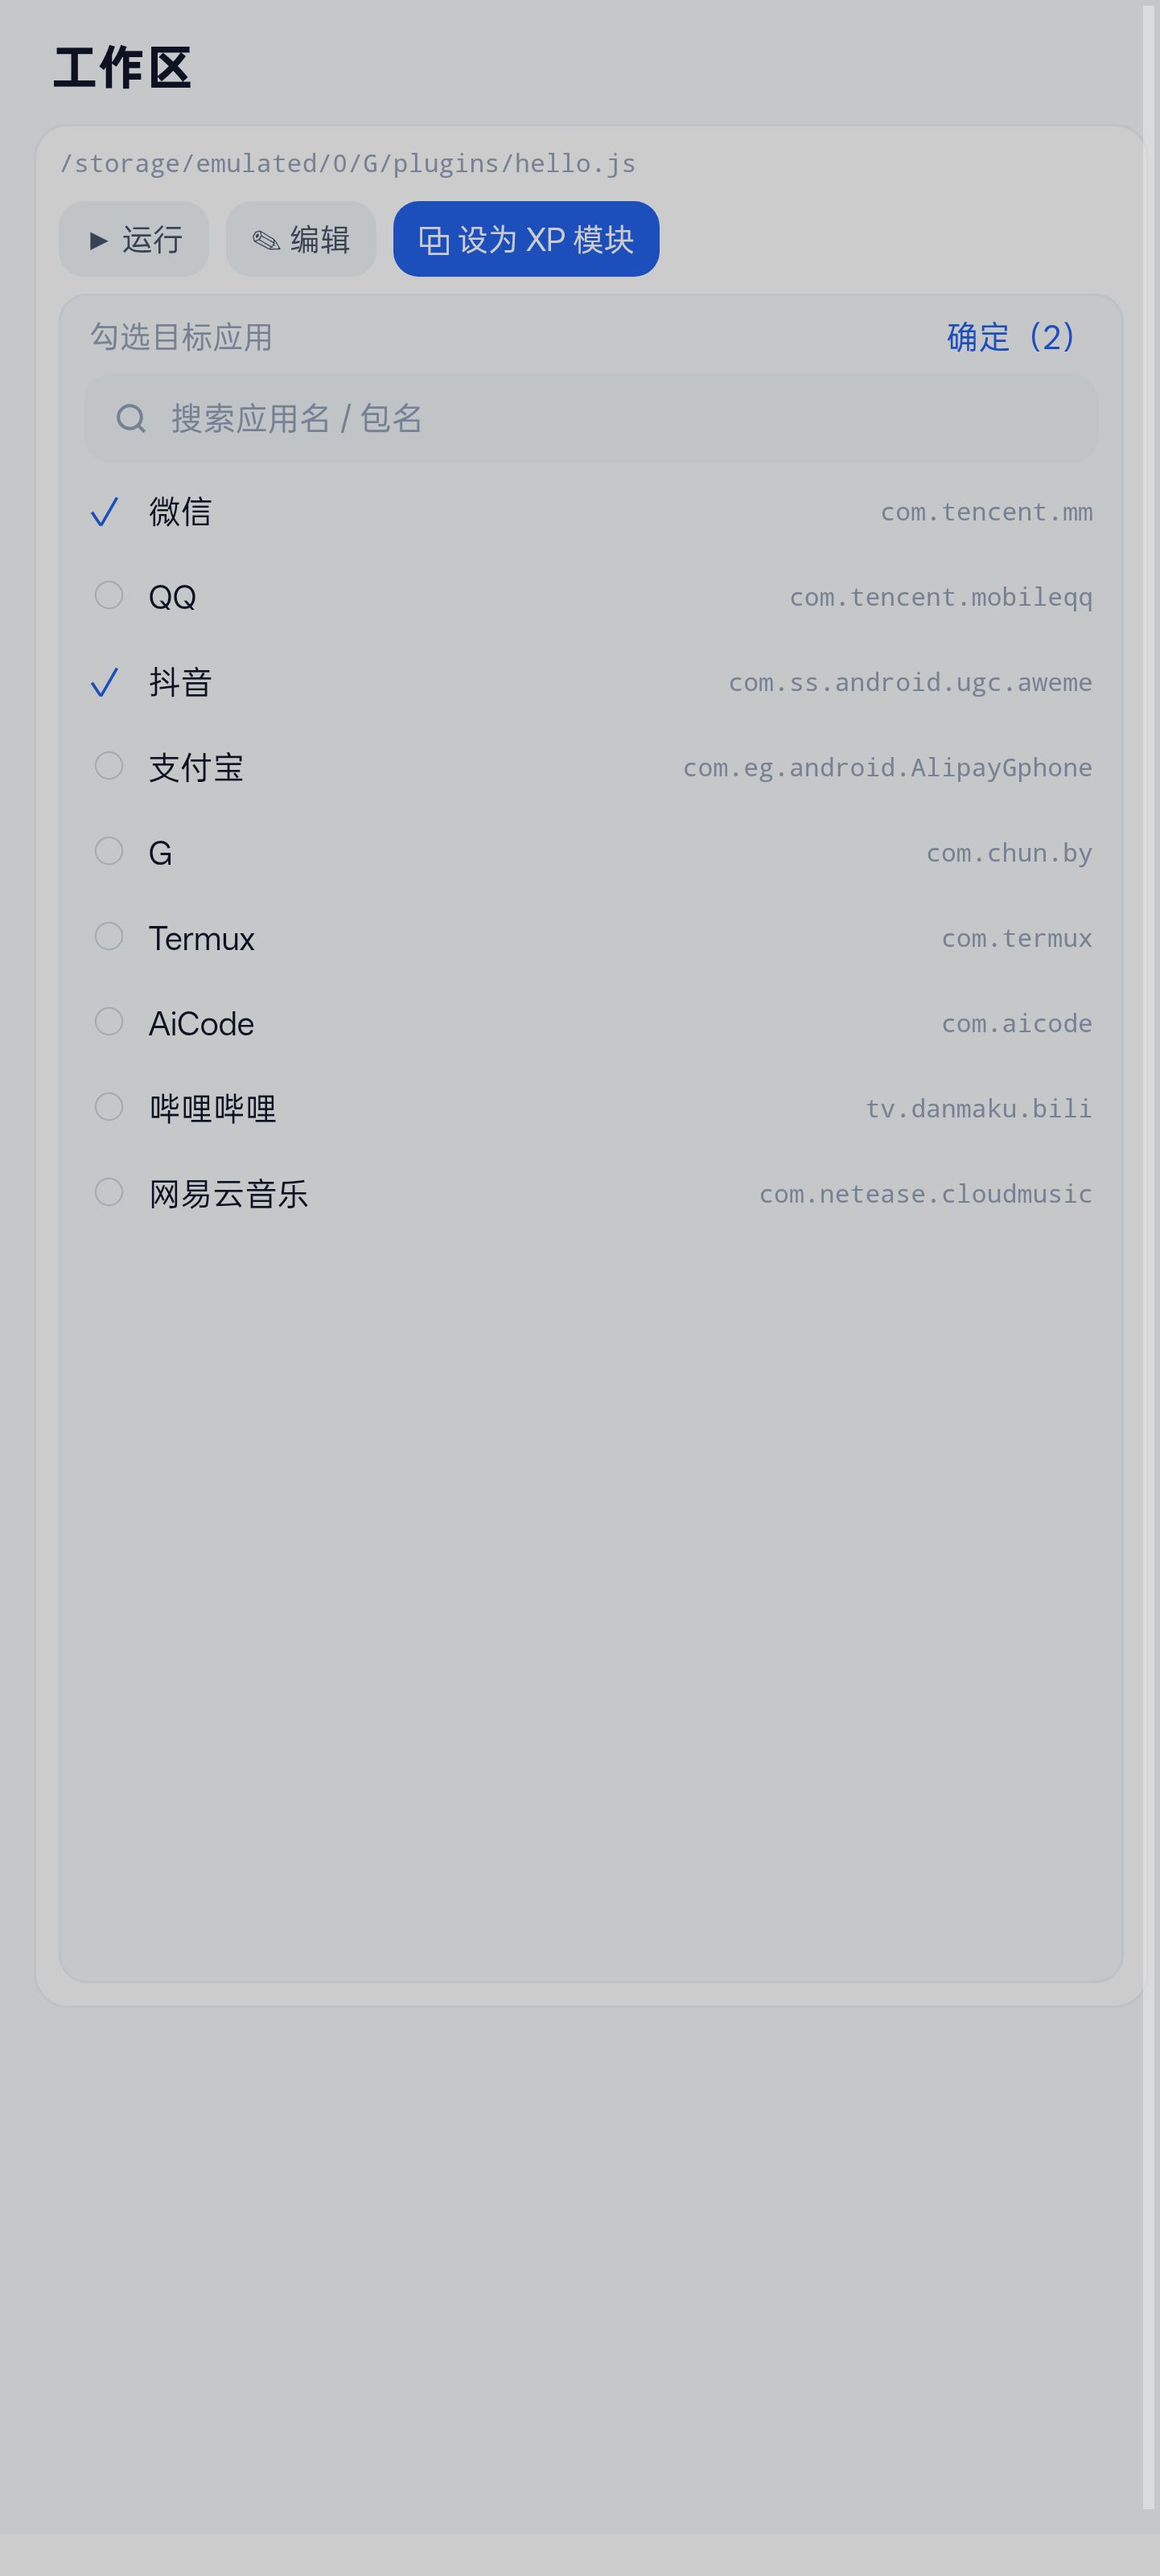 工作区
/storage/emulated/0/G/plugins/hello.js
▶ 运行 ✎ 编辑 设为 XP 模块
勾选目标应用 确定（2）
搜索应用名 / 包名
✓ 微信 com.tencent.mm
QQ com.tencent.mobileqq
✓ 抖音 com.ss.android.ugc.aweme
支付宝 com.eg.android.AlipayGphone
G com.chun.by
Termux com.termux
AiCode com.aicode
哔哩哔哩 tv.danmaku.bili
网易云音乐 com.netease.cloudmusic